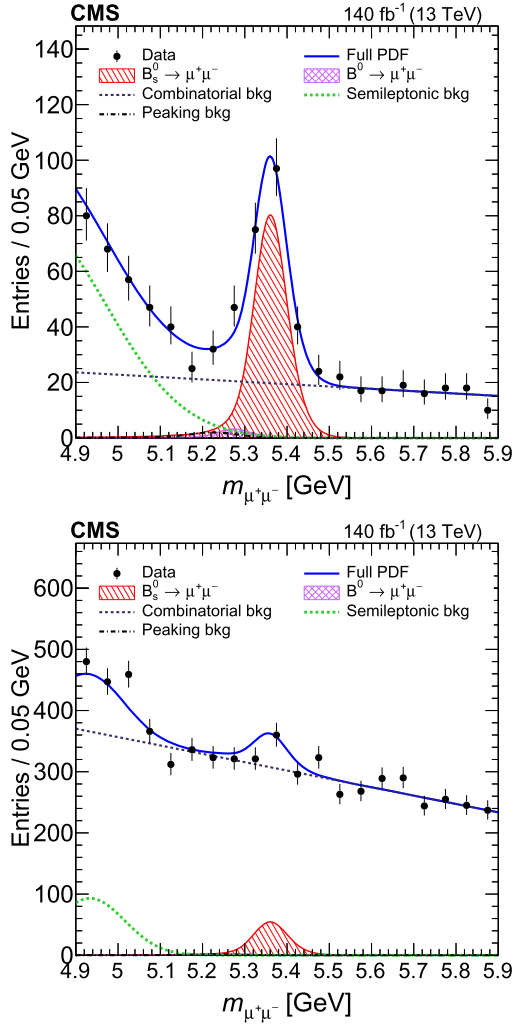 CMS 140 fb⁻¹ (13 TeV)
Data Full PDF
B⁰ₛ → μ⁺μ⁻ B⁰ → μ⁺μ⁻
Combinatorial bkg Semileptonic bkg
Peaking bkg
Entries / 0.05 GeV
140
120
100
80
60
40
20
0
4.9 5 5.1 5.2 5.3 5.4 5.5 5.6 5.7 5.8 5.9
m_μ⁺μ⁻ [GeV]
CMS 140 fb⁻¹ (13 TeV)
Data Full PDF
B⁰ₛ → μ⁺μ⁻ B⁰ → μ⁺μ⁻
Combinatorial bkg Semileptonic bkg
Peaking bkg
Entries / 0.05 GeV
600
500
400
300
200
100
0
4.9 5 5.1 5.2 5.3 5.4 5.5 5.6 5.7 5.8 5.9
m_μ⁺μ⁻ [GeV]